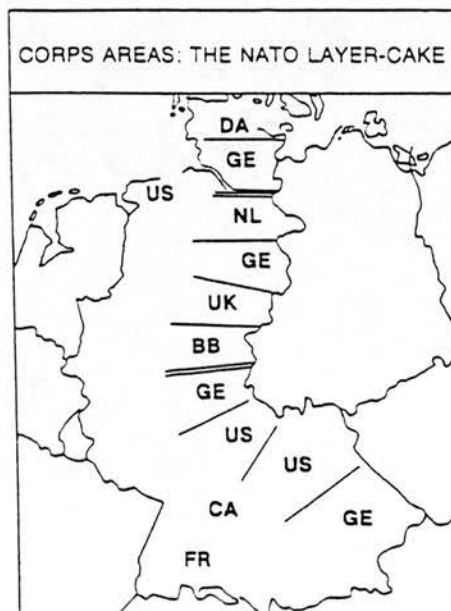 CORPS AREAS: THE NATO LAYER-CAKE
DA
GE
US
NL
GE
UK
BB
GE
US
US
CA
GE
FR